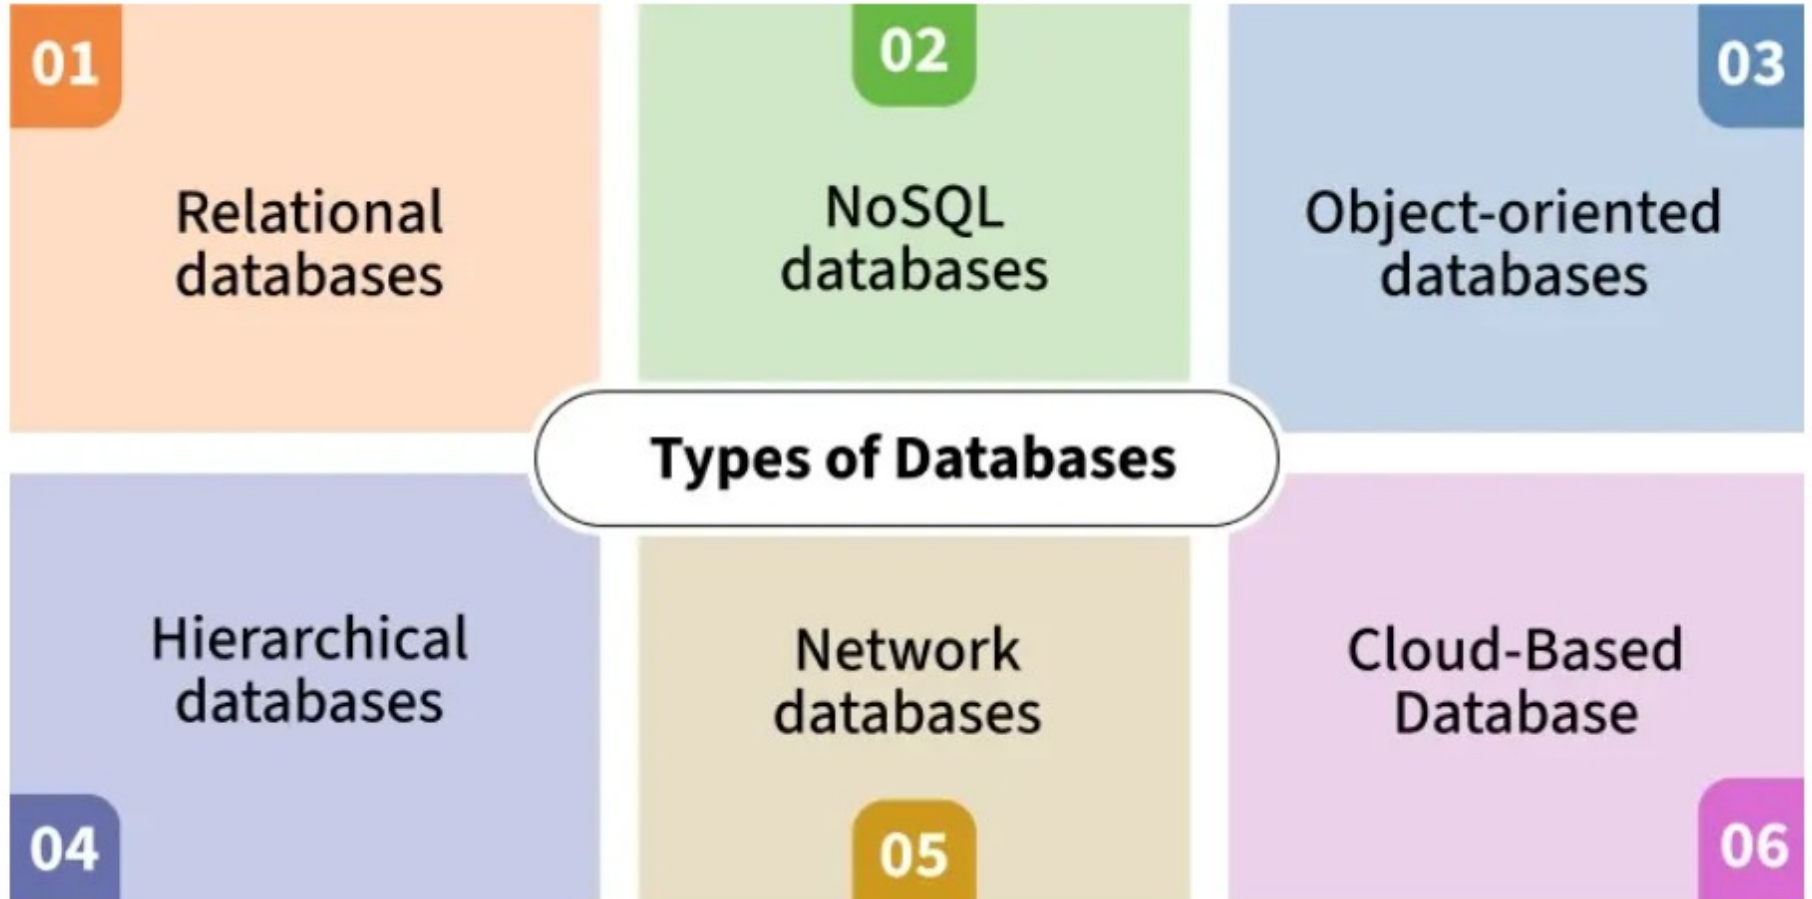 01
Relational
databases
02
NoSQL
databases
03
Object-oriented
databases
Types of Databases
Hierarchical
databases
04
Network
databases
05
Cloud-Based
Database
06